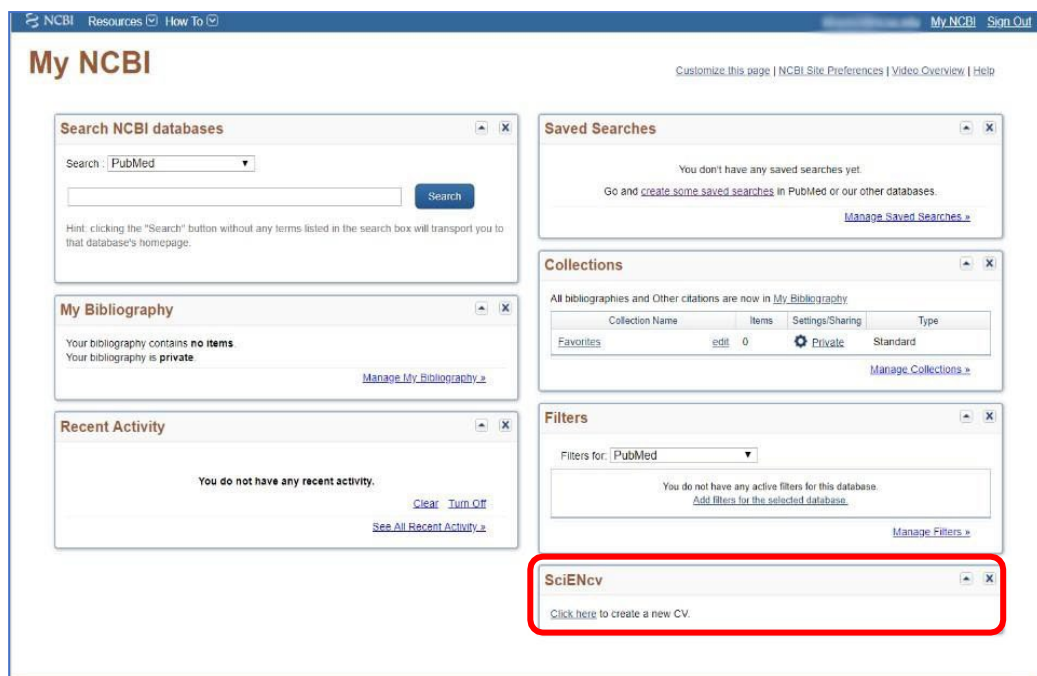 NCBI Resources How To My NCBI Sign Out
My NCBI
Customize this page | NCBI Site Preferences | Video Overview | Help
Search NCBI databases
Search : PubMed
Search
Hint: clicking the "Search" button without any terms listed in the search box will transport you to
that database's homepage.
My Bibliography
Your bibliography contains no items.
Your bibliography is private.
Manage My Bibliography »
Recent Activity
You do not have any recent activity.
Clear Turn Off
See All Recent Activity »
Saved Searches
You don't have any saved searches yet.
Go and create some saved searches in PubMed or our other databases.
Manage Saved Searches »
Collections
All bibliographies and Other citations are now in My Bibliography
Collection Name Items Settings/Sharing Type
Favorites edit 0 Private Standard
Manage Collections »
Filters
Filters for: PubMed
You do not have any active filters for this database.
Add filters for the selected database.
Manage Filters »
SciENcv
Click here to create a new CV.